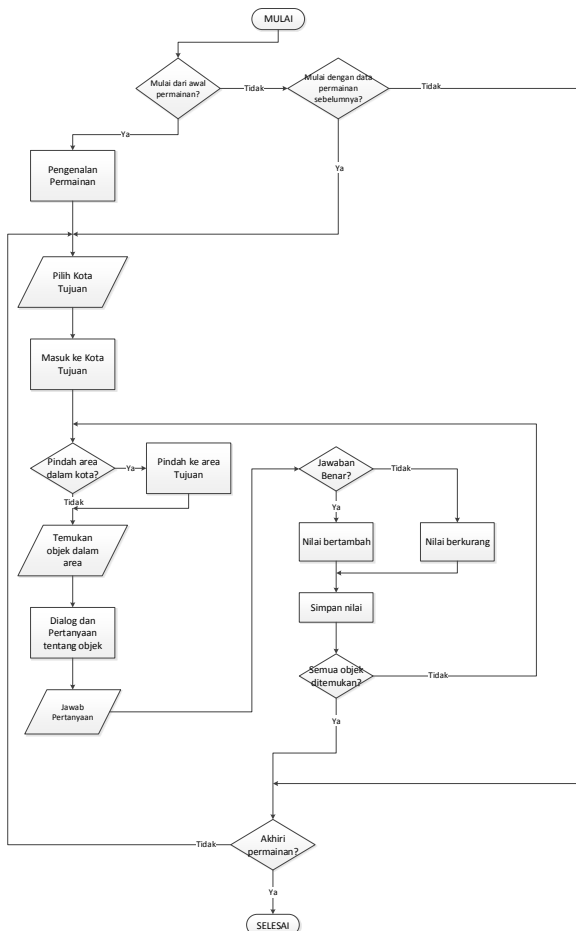 MULAI
Mulai dari awal
permainan?
Tidak
Mulai dengan data
permainan
sebelumnya?
Tidak
Ya
Pengenalan
Permainan
Ya
Pilih Kota
Tujuan
Masuk ke Kota
Tujuan
Pindah area
dalam kota?
Ya
Pindah ke area
Tujuan
Tidak
Temukan
objek dalam
area
Dialog dan
Pertanyaan
tentang objek
Jawab
Pertanyaan
Jawaban
Benar?
Tidak
Ya
Nilai bertambah
Nilai berkurang
Simpan nilai
Semua objek
ditemukan?
Tidak
Ya
Akhiri
permainan?
Tidak
Ya
SELESAI